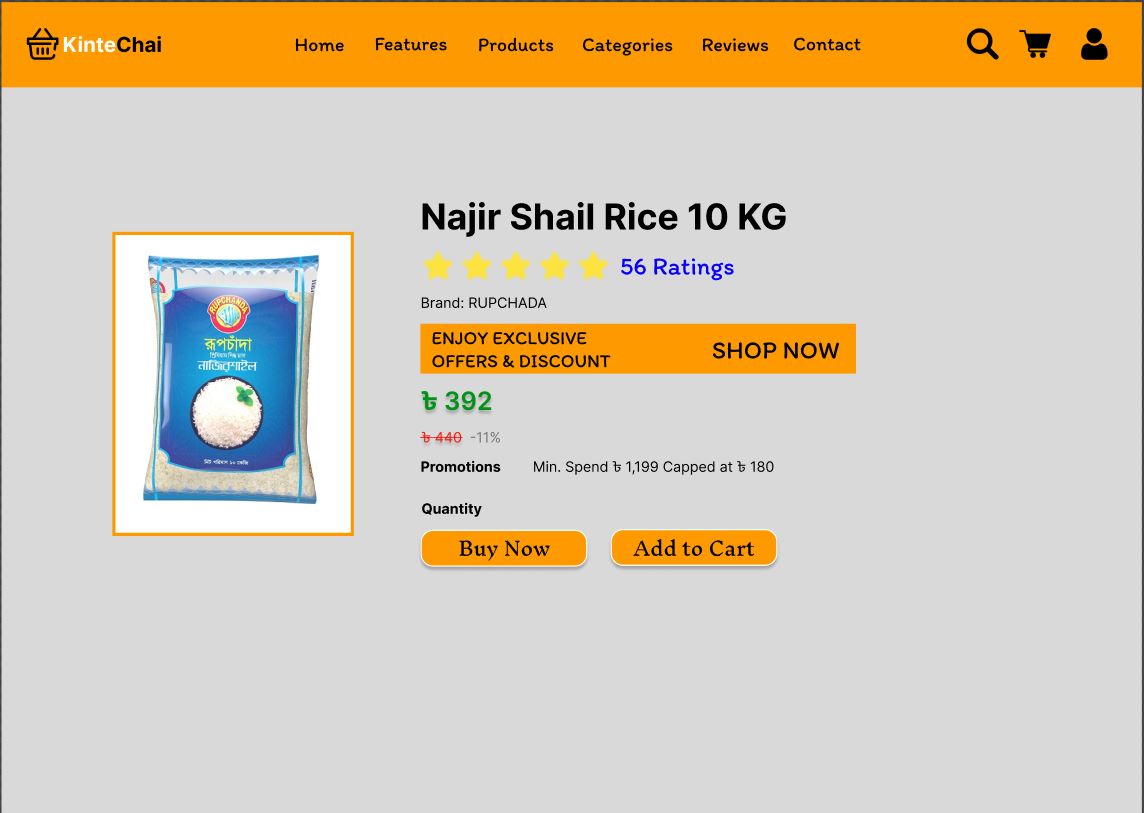 KinteChai
Home
Features
Products
Categories
Reviews
Contact
Najir Shail Rice 10 KG
56 Ratings
Brand: RUPCHADA
ENJOY EXCLUSIVE
OFFERS & DISCOUNT
SHOP NOW
৳ 392
৳ 440 -11%
Promotions Min. Spend ৳ 1,199 Capped at ৳ 180
Quantity
Buy Now
Add to Cart
RUPCHANDA
রূপচাঁদা
নাজিরশাইল